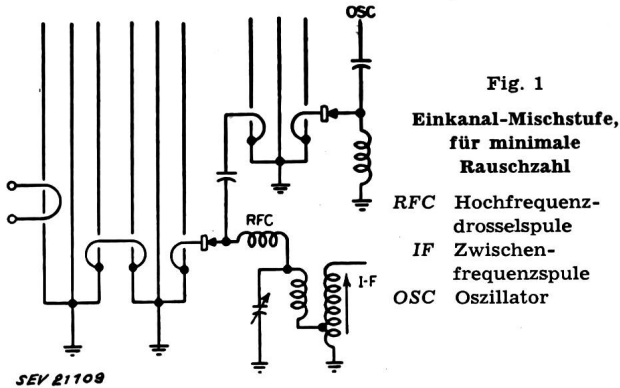 OSC
RFC
I-F
SEV 21109
Fig. 1
Einkanal-Mischstufe,
für minimale
Rauschzahl
RFC Hochfrequenz-
drosselspule
IF Zwischen-
frequenzspule
OSC Oszillator